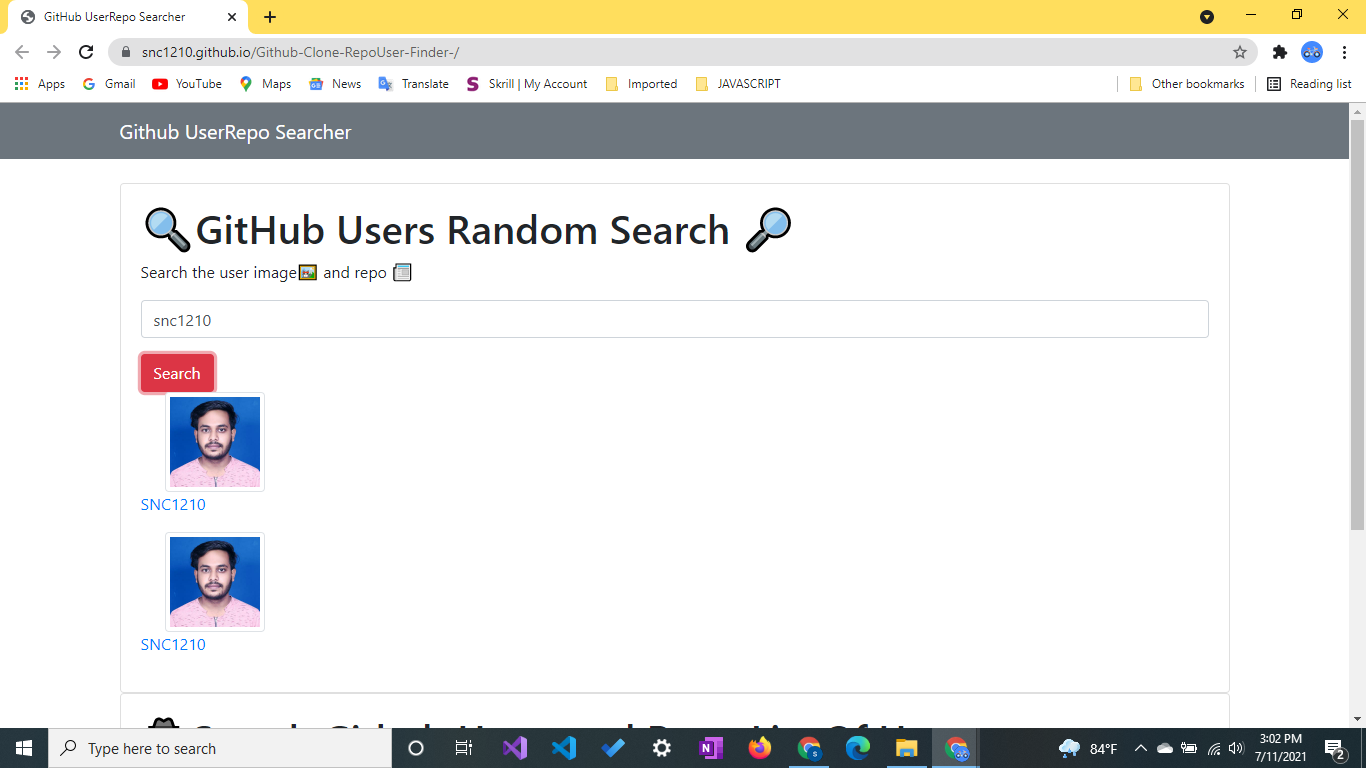 GitHub UserRepo Searcher
snc1210.github.io/Github-Clone-RepoUser-Finder-/
Apps Gmail YouTube Maps News Translate Skrill | My Account Imported JAVASCRIPT Other bookmarks Reading list
Github UserRepo Searcher
GitHub Users Random Search
Search the user image and repo
snc1210
Search
SNC1210
SNC1210
Type here to search
84°F
3:02 PM
7/11/2021
2